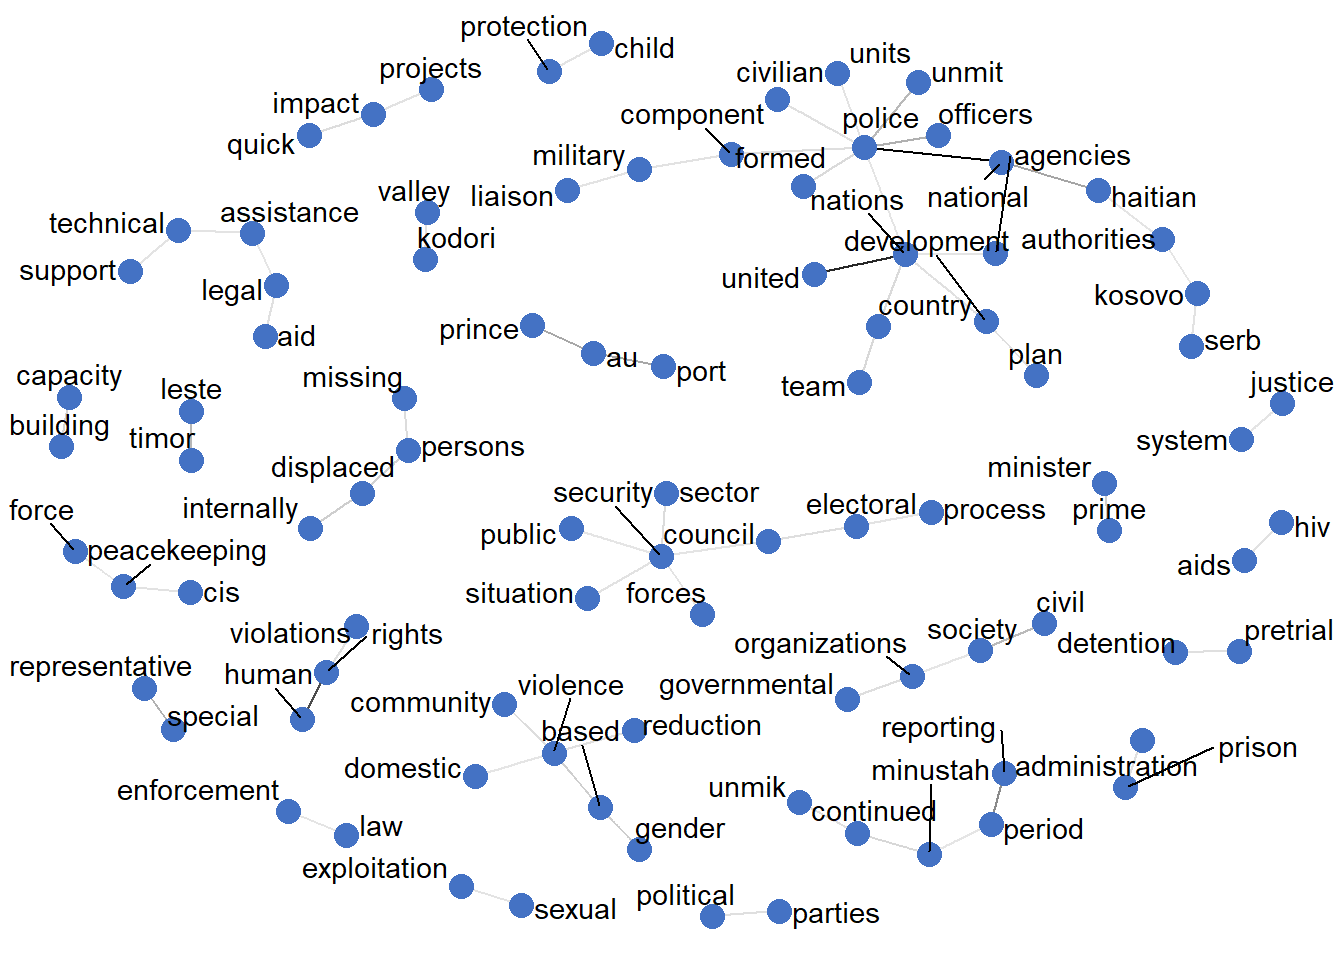 protection
child
projects
impact
quick
units
civilian
unmit
component
police
officers
military
formed
agencies
liaison
national
haitian
nations
valley
kodori
technical
assistance
support
legal
aid
development
authorities
united
country
kosovo
serb
prince
au
port
plan
team
capacity
building
leste
timor
missing
persons
displaced
internally
justice
system
minister
prime
security
sector
electoral
process
public
council
situation
forces
hiv
aids
force
peacekeeping
cis
violations
rights
human
representative
special
civil
society
organizations
governmental
detention
pretrial
community
violence
based
reduction
domestic
gender
reporting
minustah
administration
prison
unmik
continued
period
enforcement
law
exploitation
sexual
political
parties